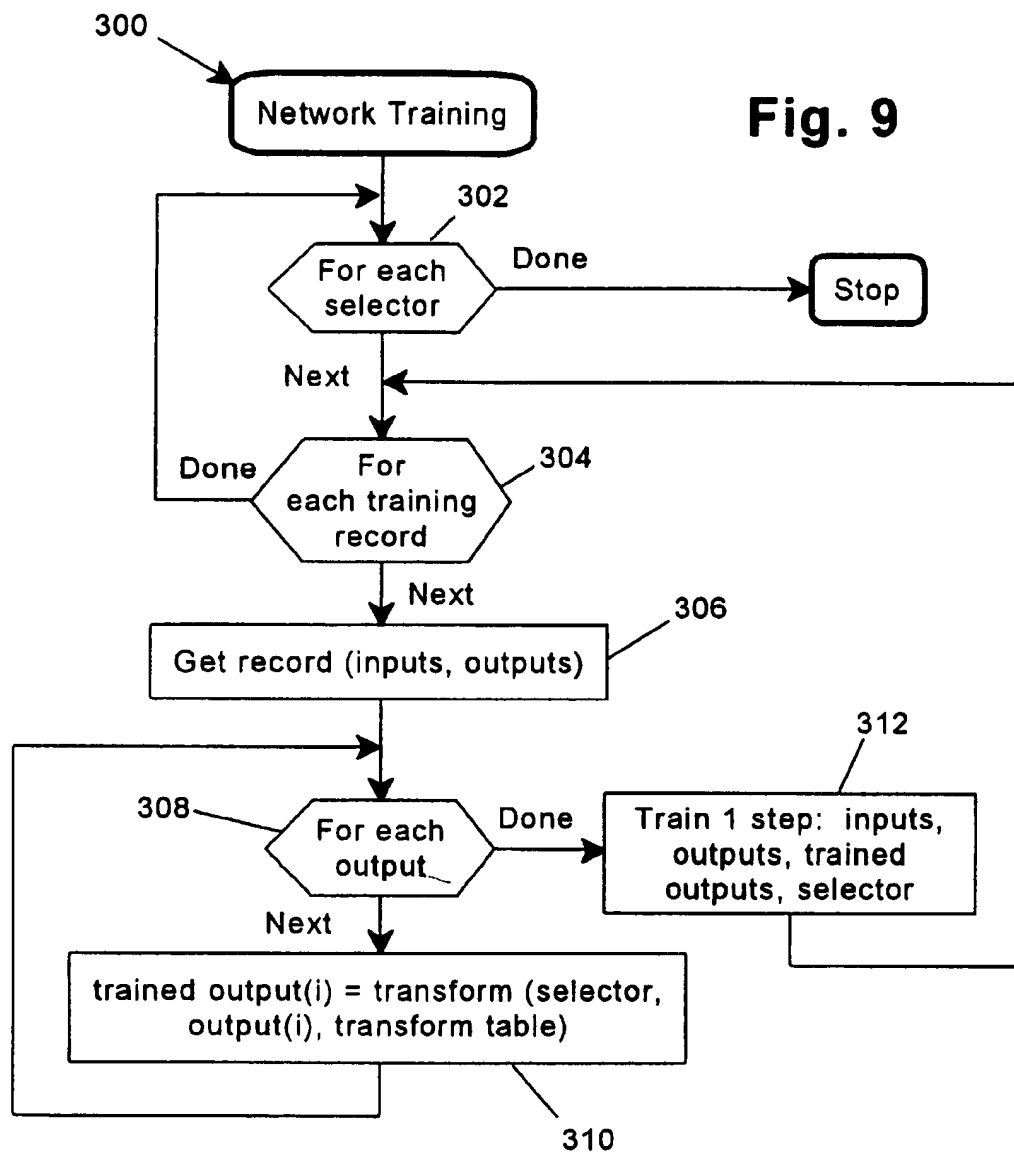 300
Network Training
Fig. 9
302
For each
selector
Done
Stop
Next
Done
For
each training
record
304
Next
306
Get record (inputs, outputs)
312
308
For each
output
Done
Train 1 step: inputs,
outputs, trained
outputs, selector
Next
trained output(i) = transform (selector,
output(i), transform table)
310